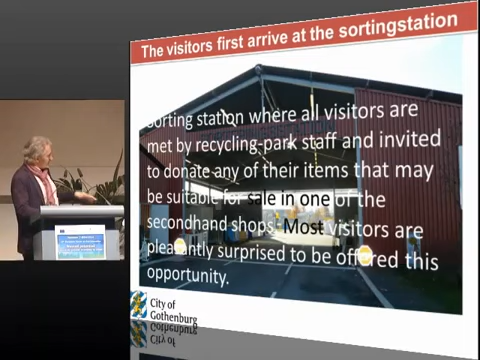 The visitors first arrive at the sortingstation
Sorting station where all visitors are
met by recycling-park staff and invited
to donate any of their items that may
be suitable for sale in one of the
secondhand shops. Most visitors are
pleasantly surprised to be offered this
opportunity.
City of
Gothenburg